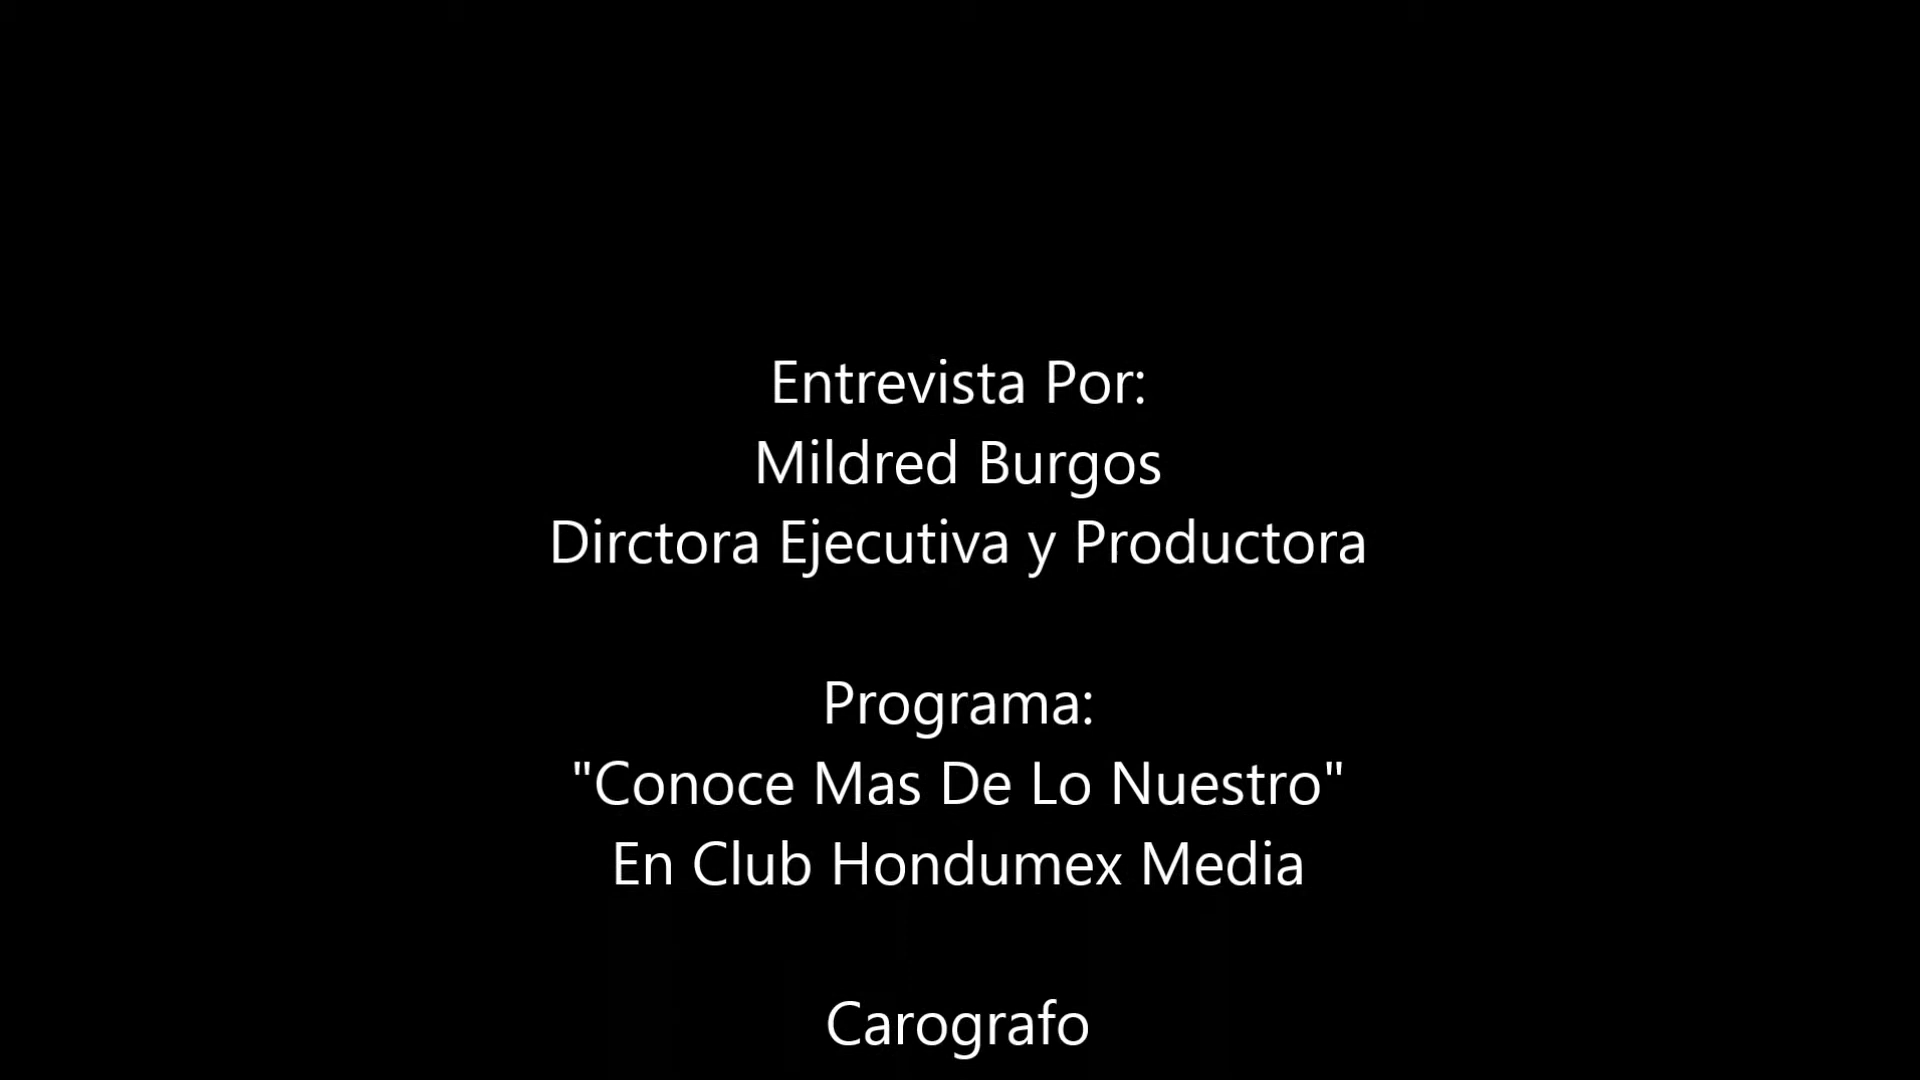 Entrevista Por:
Mildred Burgos
Dirctora Ejecutiva y Productora
Programa:
"Conoce Mas De Lo Nuestro"
En Club Hondumex Media
Carografo